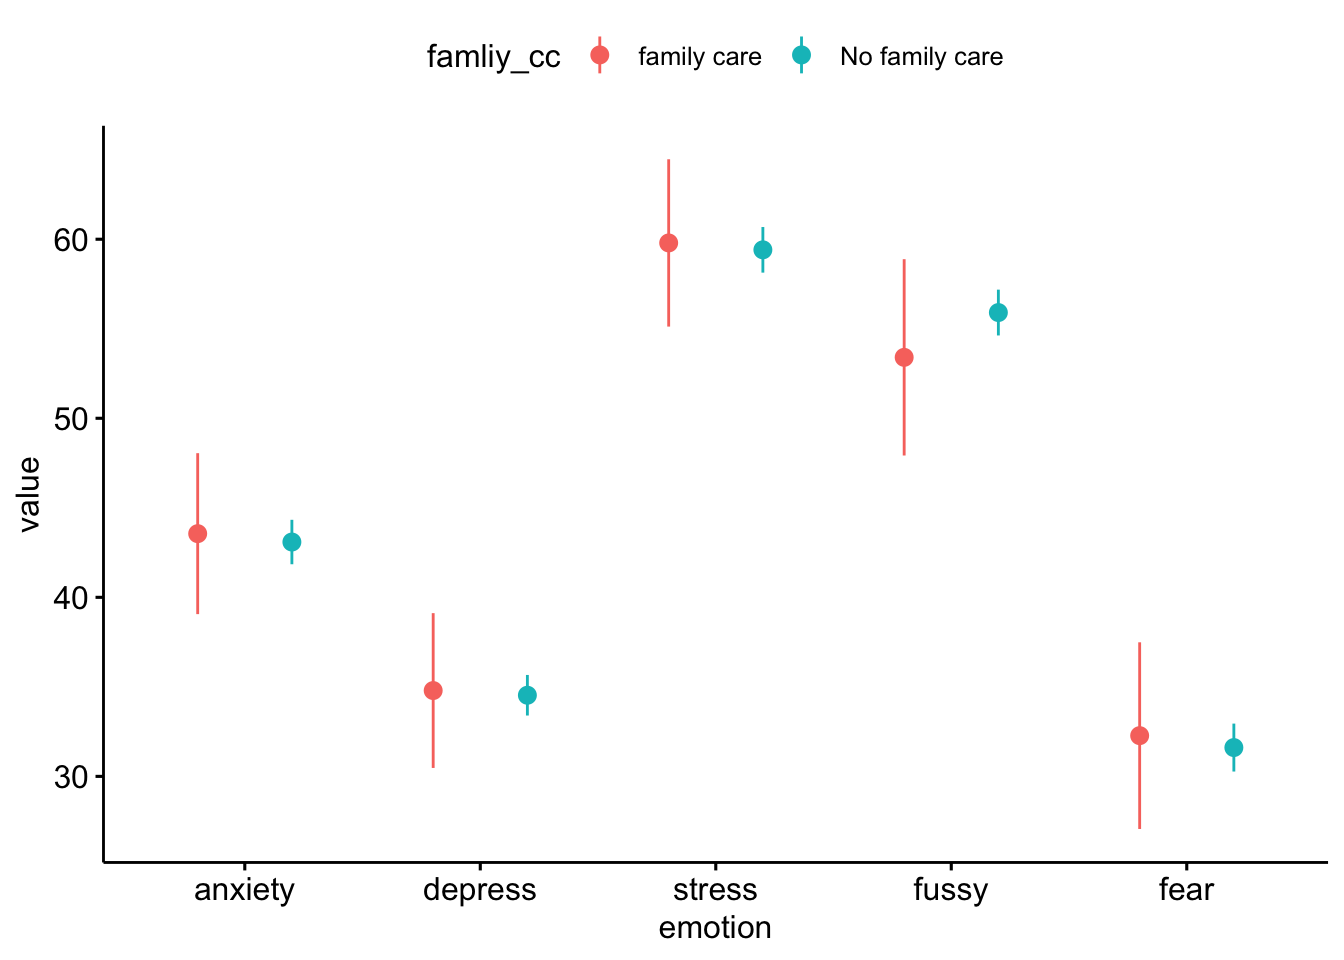 famliy_cc family care No family care
60
50
40
30
value
anxiety depress stress fussy fear
emotion